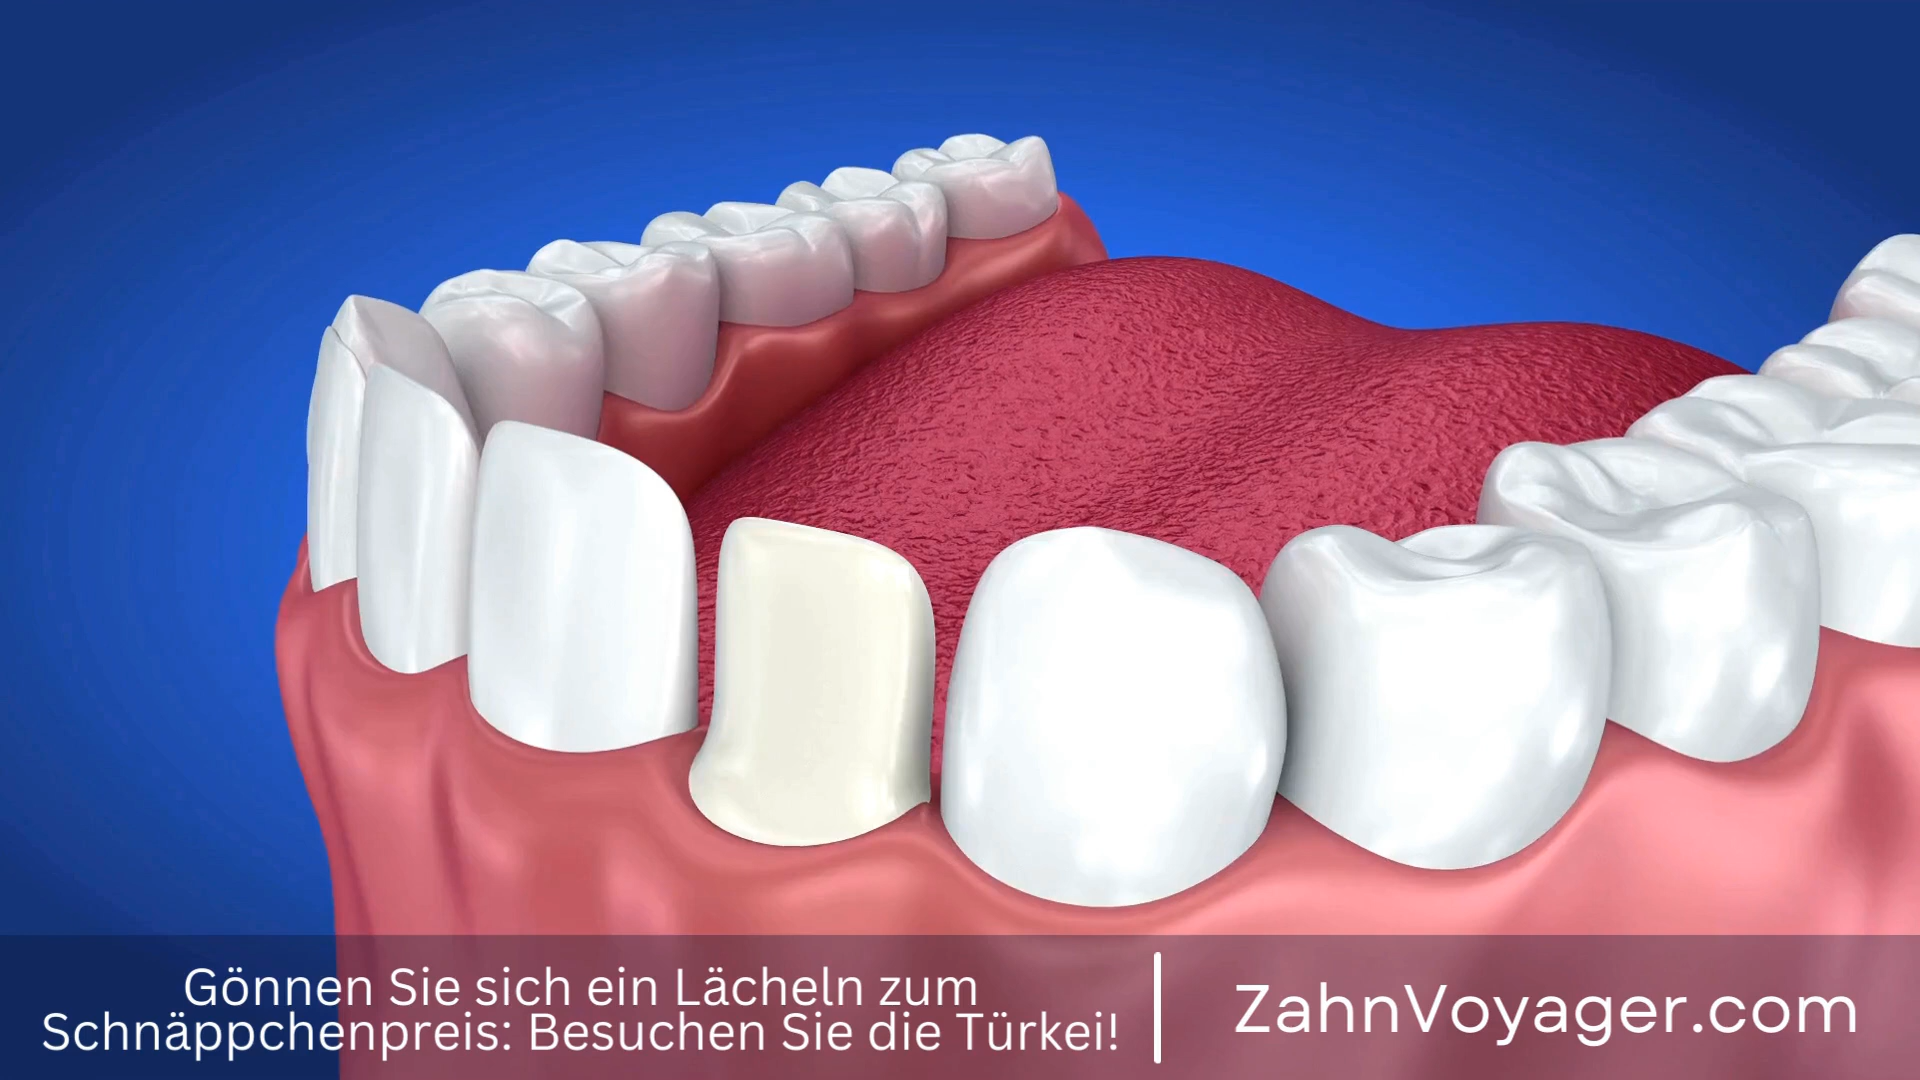 Gönnen Sie sich ein Lächeln zum
Schnäppchenpreis: Besuchen Sie die Türkei!
ZahnVoyager.com